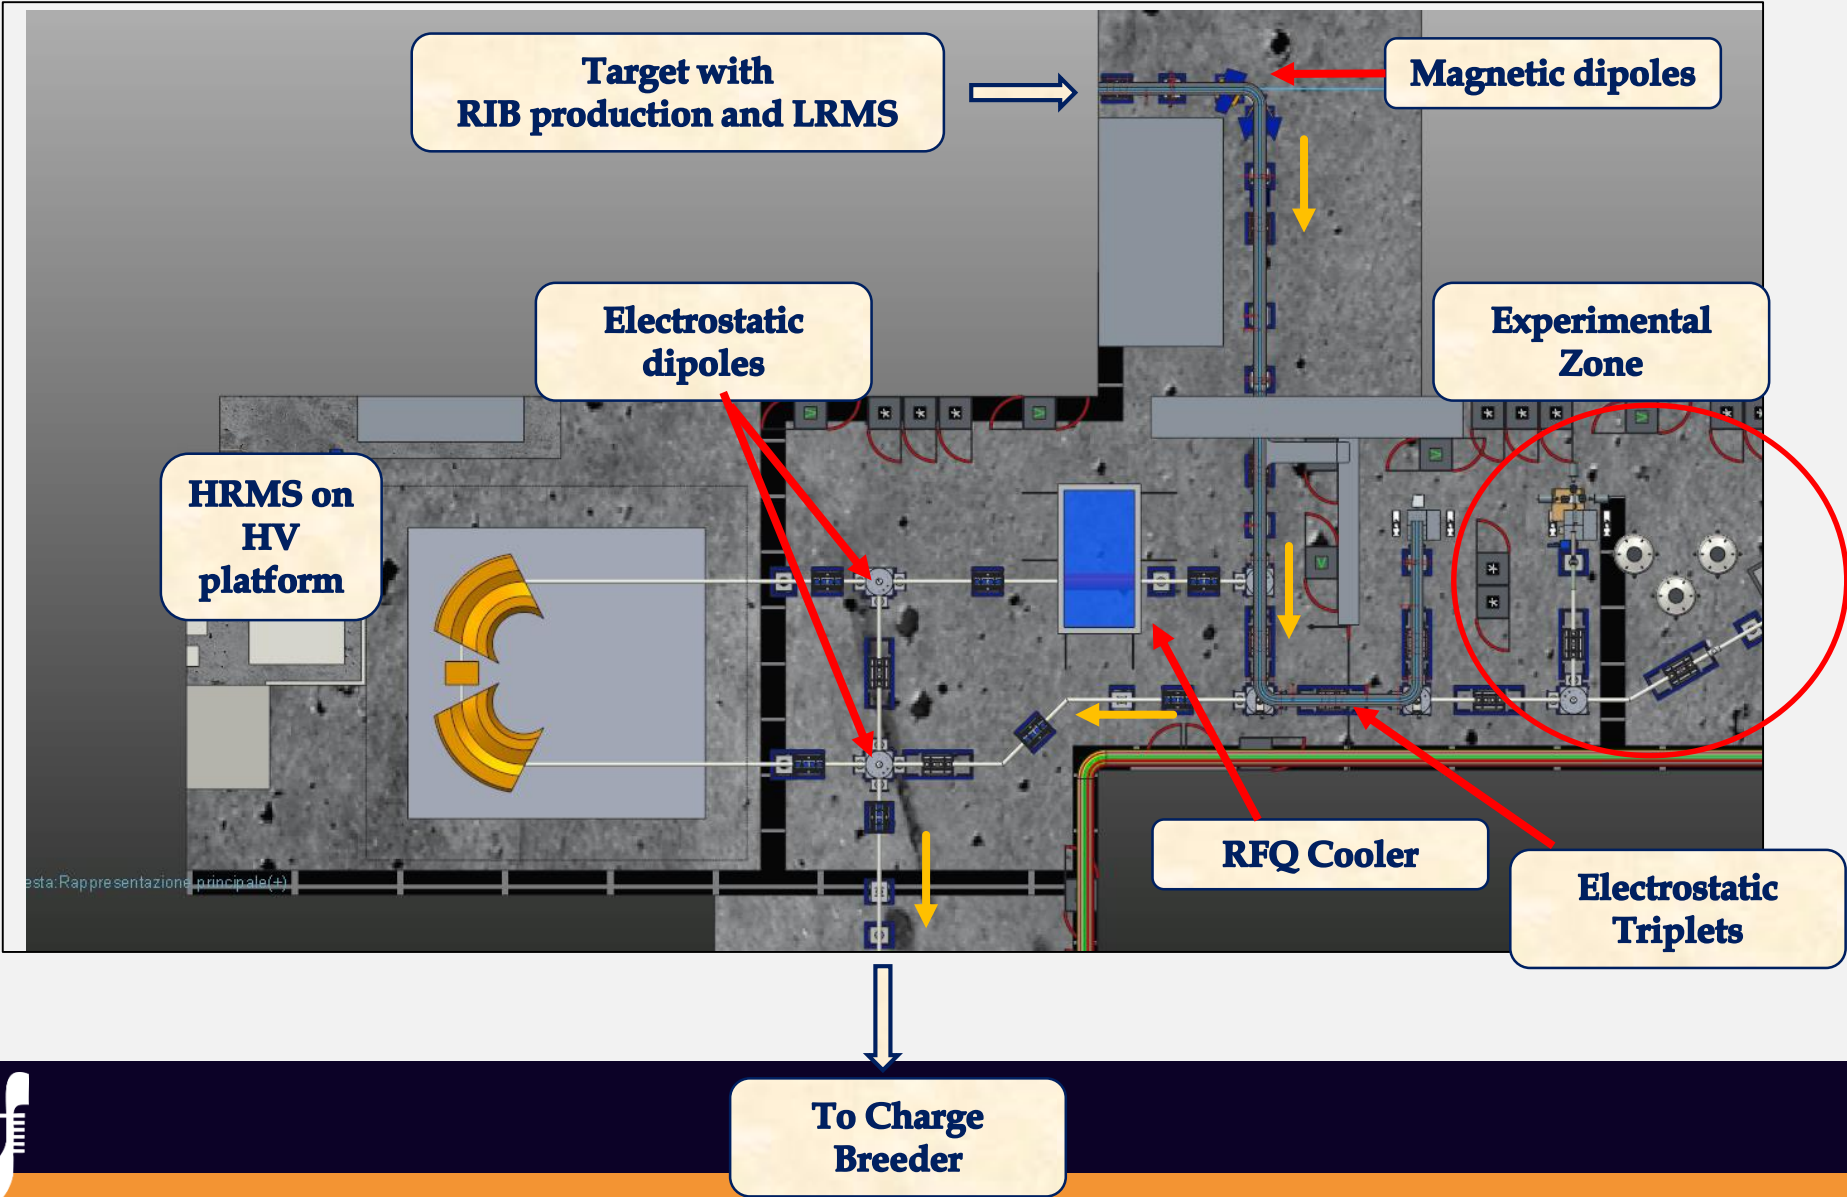 Target with
RIB production and LRMS
Magnetic dipoles
Electrostatic
dipoles
Experimental
Zone
HRMS on
HV
platform
RFQ Cooler
Electrostatic
Triplets
esta:Rappresentazione principale(+)
To Charge
Breeder